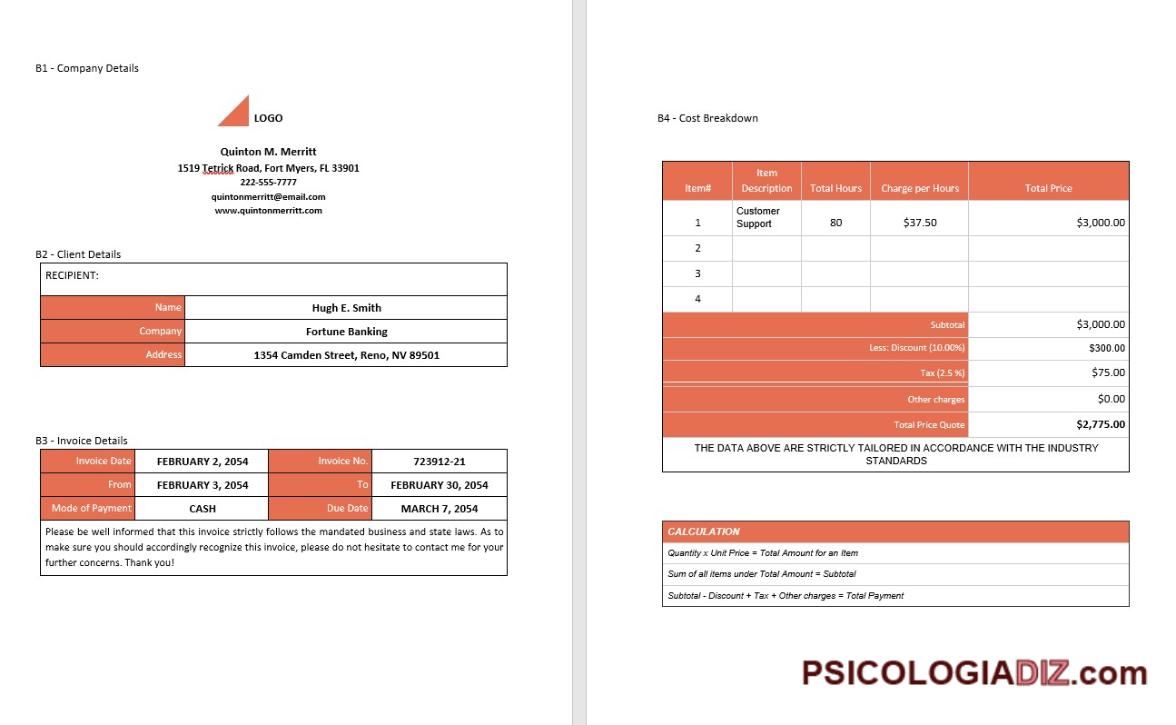 B1 - Company Details
LOGO
Quinton M. Merritt
1519 Tetrick Road, Fort Myers, FL 33901
222-555-7777
quintonmerritt@email.com
www.quintonmerritt.com
B2 - Client Details
RECIPIENT:
Name Hugh E. Smith
Company Fortune Banking
Address 1354 Camden Street, Reno, NV 89501
B3 - Invoice Details
Invoice Date FEBRUARY 2, 2054 Invoice No. 723912-21
From FEBRUARY 3, 2054 To FEBRUARY 30, 2054
Mode of Payment CASH Due Date MARCH 7, 2054
Please be well informed that this invoice strictly follows the mandated business and state laws. As to
make sure you should accordingly recognize this invoice, please do not hesitate to contact me for your
further concerns. Thank you!
B4 - Cost Breakdown
Item# Item Description Total Hours Charge per Hours Total Price
1 Customer Support 80 $37.50 $3,000.00
2
3
4
Subtotal $3,000.00
Less: Discount (10.00%) $300.00
Tax (2.5 %) $75.00
Other charges $0.00
Total Price Quote $2,775.00
THE DATA ABOVE ARE STRICTLY TAILORED IN ACCORDANCE WITH THE INDUSTRY
STANDARDS
CALCULATION
Quantity x Unit Price = Total Amount for an Item
Sum of all items under Total Amount = Subtotal
Subtotal - Discount + Tax + Other charges = Total Payment
PSICOLOGIADIZ.com